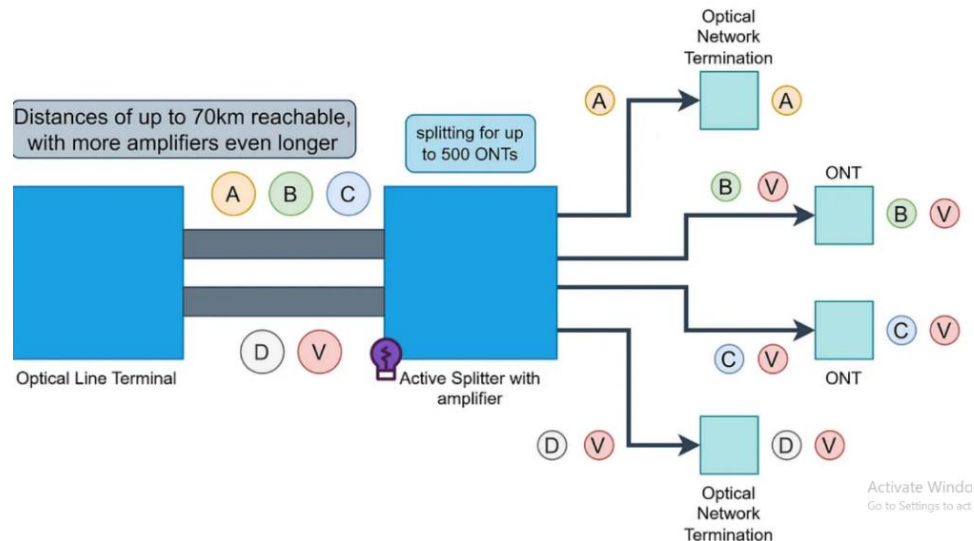 Optical
Network
Termination
Distances of up to 70km reachable,
with more amplifiers even longer
splitting for up
to 500 ONTs
A
A
A B C
B V
ONT
B V
D V
C V
ONT
C V
Optical Line Terminal
Active Splitter with
amplifier
D V
D V
Optical
Network
Termination
Activate Windo
Go to Settings to acti